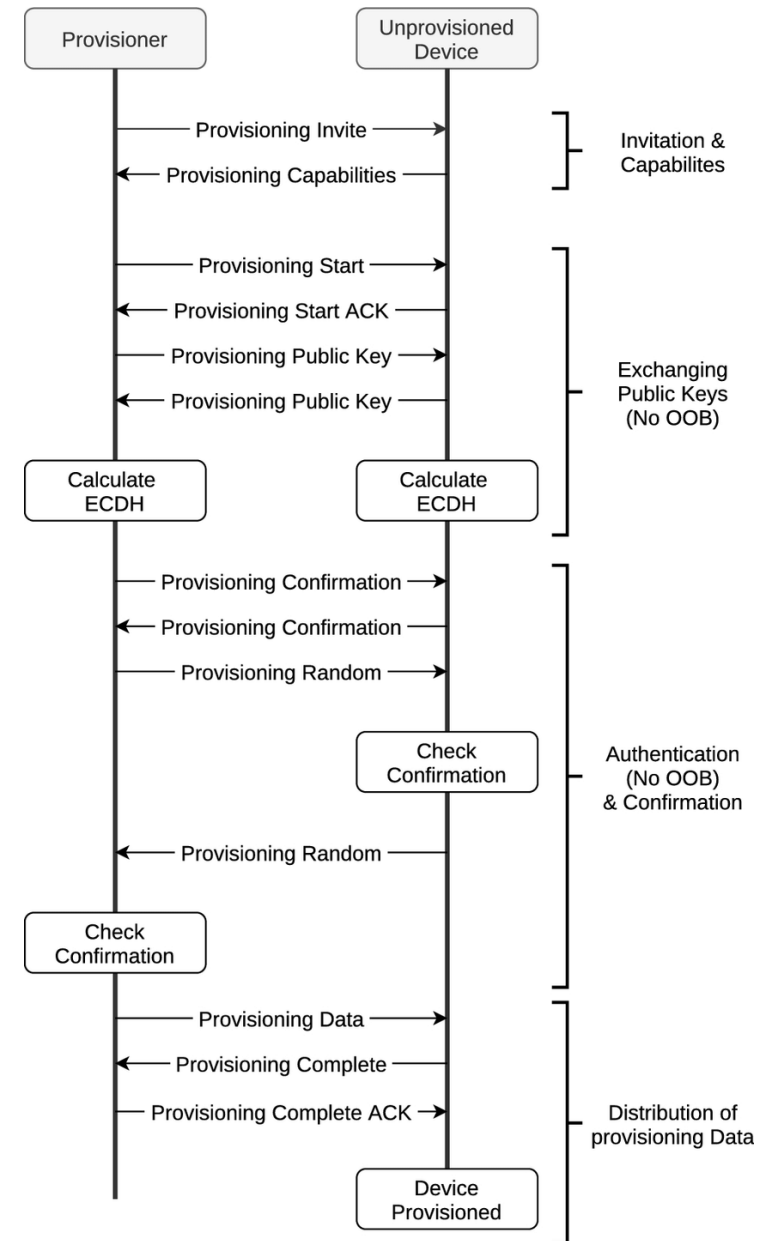 Provisioner
Unprovisioned
Device
Provisioning Invite
Provisioning Capabilities
Invitation &
Capabilites
Provisioning Start
Provisioning Start ACK
Provisioning Public Key
Provisioning Public Key
Exchanging
Public Keys
(No OOB)
Calculate
ECDH
Calculate
ECDH
Provisioning Confirmation
Provisioning Confirmation
Provisioning Random
Check
Confirmation
Authentication
(No OOB)
& Confirmation
Provisioning Random
Check
Confirmation
Provisioning Data
Provisioning Complete
Provisioning Complete ACK
Distribution of
provisioning Data
Device
Provisioned